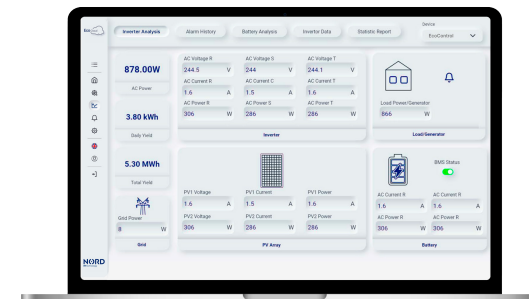 Device
Inverter Analysis
Alarm History
Battery Analysis
Inverter Data
Statistic Report
EcoControl
878.00W
AC Power
3.80 kWh
Daily Yield
5.30 MWh
Total Yield
Grid Power
8 W
Grid
AC Voltage R AC Voltage S AC Voltage T
244.5 V 244 V 244.1 V
AC Current R AC Current C AC Current T
1.6 A 1.5 A 1.6 A
AC Power R AC Power S AC Power T
306 W 286 W 286 W
Inverter
Load Power/Generator
866 W
Load/Generator
PV1 Voltage PV1 Current PV1 Power
1.6 A 1.5 A 1.6 A
PV2 Voltage PV2 Current PV2 Power
306 W 286 W 286 W
PV Array
BMS Status
AC Current R AC Current R
1.6 A 1.6 A
AC Power R AC Power R
306 W 306 W
Battery
NORD